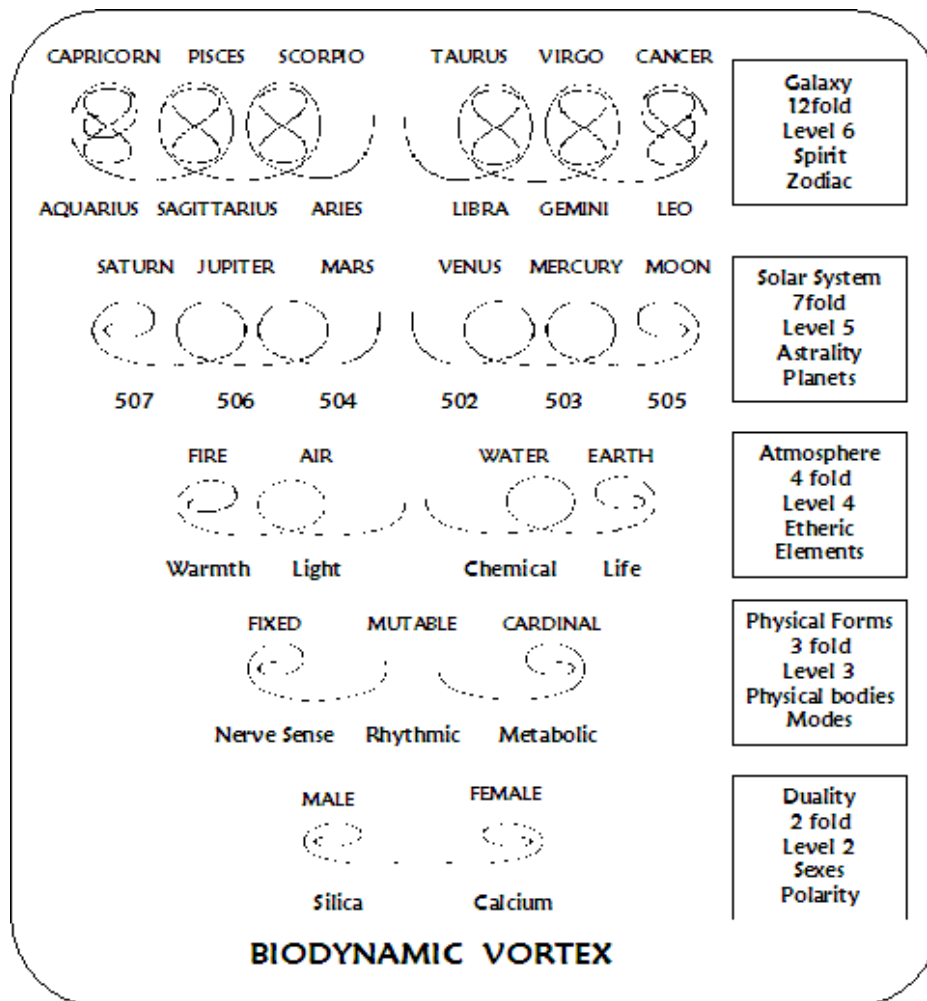 CAPRICORN PISCES SCORPIO TAURUS VIRGO CANCER
AQUARIUS SAGITTARIUS ARIES LIBRA GEMINI LEO
Galaxy
12fold
Level 6
Spirit
Zodiac
SATURN JUPITER MARS VENUS MERCURY MOON
507 506 504 502 503 505
Solar System
7fold
Level 5
Astrality
Planets
FIRE AIR WATER EARTH
Warmth Light Chemical Life
Atmosphere
4 fold
Level 4
Etheric
Elements
FIXED MUTABLE CARDINAL
Nerve Sense Rhythmic Metabolic
Physical Forms
3 fold
Level 3
Physical bodies
Modes
MALE FEMALE
Silica Calcium
Duality
2 fold
Level 2
Sexes
Polarity
BIODYNAMIC VORTEX